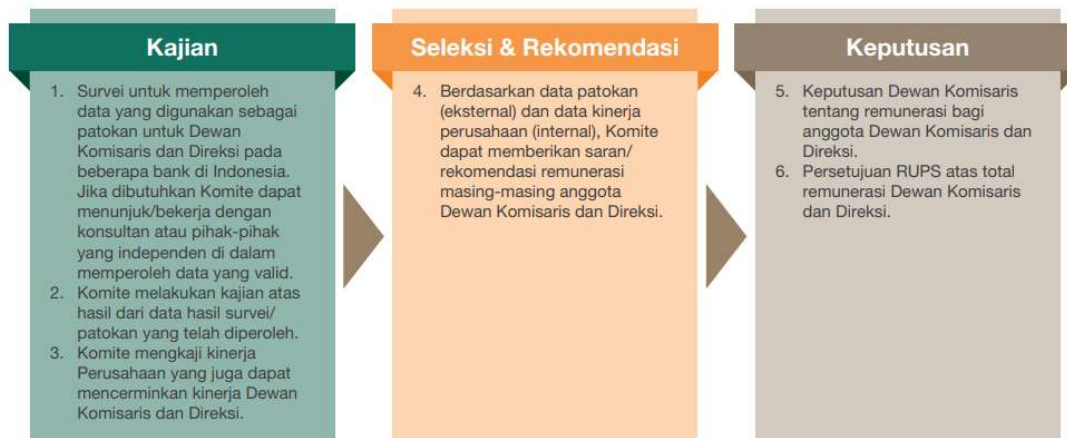 Kajian
1. Survei untuk memperoleh
data yang digunakan sebagai
patokan untuk Dewan
Komisaris dan Direksi pada
beberapa bank di Indonesia.
Jika dibutuhkan Komite dapat
menunjuk/bekerja dengan
konsultan atau pihak-pihak
yang independen di dalam
memperoleh data yang valid.
2. Komite melakukan kajian atas
hasil dari data hasil survei/
patokan yang telah diperoleh.
3. Komite mengkaji kinerja
Perusahaan yang juga dapat
mencerminkan kinerja Dewan
Komisaris dan Direksi.
Seleksi & Rekomendasi
4. Berdasarkan data patokan
(eksternal) dan data kinerja
perusahaan (internal), Komite
dapat memberikan saran/
rekomendasi remunerasi
masing-masing anggota
Dewan Komisaris dan Direksi.
Keputusan
5. Keputusan Dewan Komisaris
tentang remunerasi bagi
anggota Dewan Komisaris dan
Direksi.
6. Persetujuan RUPS atas total
remunerasi Dewan Komisaris
dan Direksi.